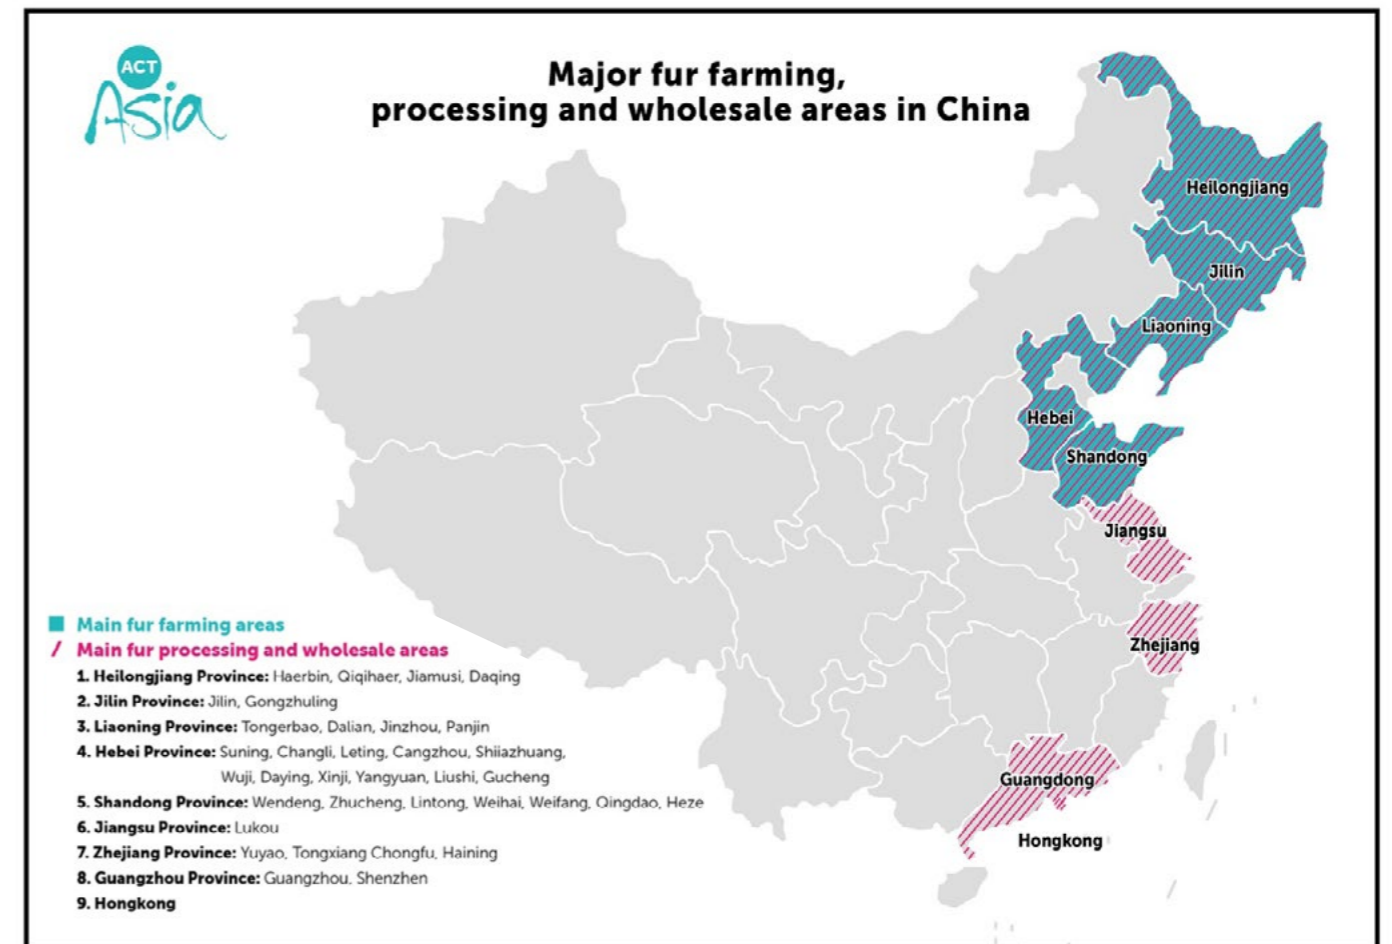 ACT
Asia
Major fur farming,
processing and wholesale areas in China
Heilongjiang
Jilin
Liaoning
Hebei
Shandong
Jiangsu
Zhejiang
Guangdong
Hongkong
Main fur farming areas
/ Main fur processing and wholesale areas
1. Heilongjiang Province: Haerbin, Qiqihaer, Jiamusi, Daqing
2. Jilin Province: Jilin, Gongzhuling
3. Liaoning Province: Tongerbao, Dalian, Jinzhou, Panjin
4. Hebei Province: Suning, Changli, Leting, Cangzhou, Shiiazhuang,
Wuji, Daying, Xinji, Yangyuan, Liushi, Gucheng
5. Shandong Province: Wendeng, Zhucheng, Lintong, Weihai, Weifang, Qingdao, Heze
6. Jiangsu Province: Lukou
7. Zhejiang Province: Yuyao, Tongxiang Chongfu, Haining
8. Guangzhou Province: Guangzhou, Shenzhen
9. Hongkong